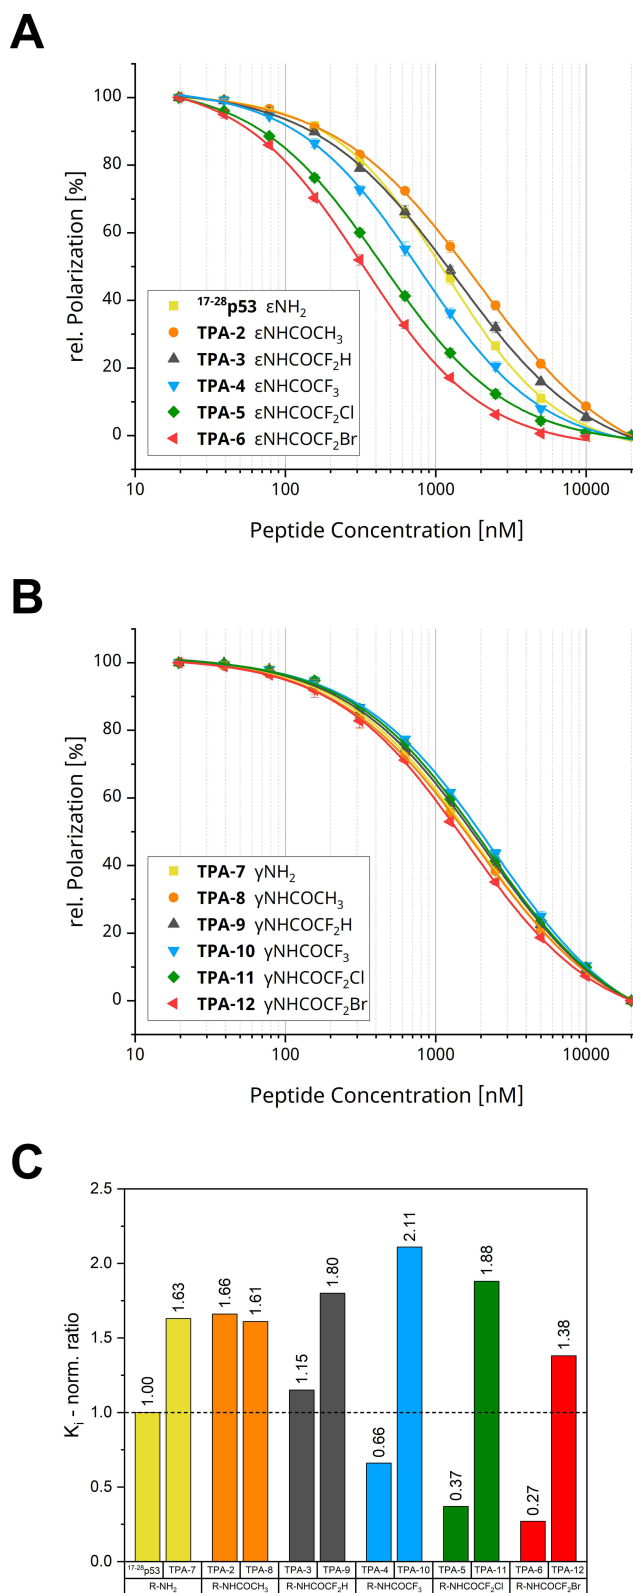 A
100
80
60
40
20
0
rel. Polarization [%]
¹⁷⁻²⁸p53 εNH₂
TPA-2 εNHCOCH₃
TPA-3 εNHCOCF₂H
TPA-4 εNHCOCF₃
TPA-5 εNHCOCF₂Cl
TPA-6 εNHCOCF₂Br
10 100 1000 10000
Peptide Concentration [nM]
B
100
80
60
40
20
0
rel. Polarization [%]
TPA-7 γNH₂
TPA-8 γNHCOCH₃
TPA-9 γNHCOCF₂H
TPA-10 γNHCOCF₃
TPA-11 γNHCOCF₂Cl
TPA-12 γNHCOCF₂Br
10 100 1000 10000
Peptide Concentration [nM]
C
2.5
2.0
1.5
1.0
0.5
0.0
Kᵢ - norm. ratio
1.00 1.63 1.66 1.61 1.15 1.80 0.66 2.11 0.37 1.88 0.27 1.38
¹⁷⁻²⁸p53 TPA-7 TPA-2 TPA-8 TPA-3 TPA-9 TPA-4 TPA-10 TPA-5 TPA-11 TPA-6 TPA-12
R-NH₂ R-NHCOCH₃ R-NHCOCF₂H R-NHCOCF₃ R-NHCOCF₂Cl R-NHCOCF₂Br